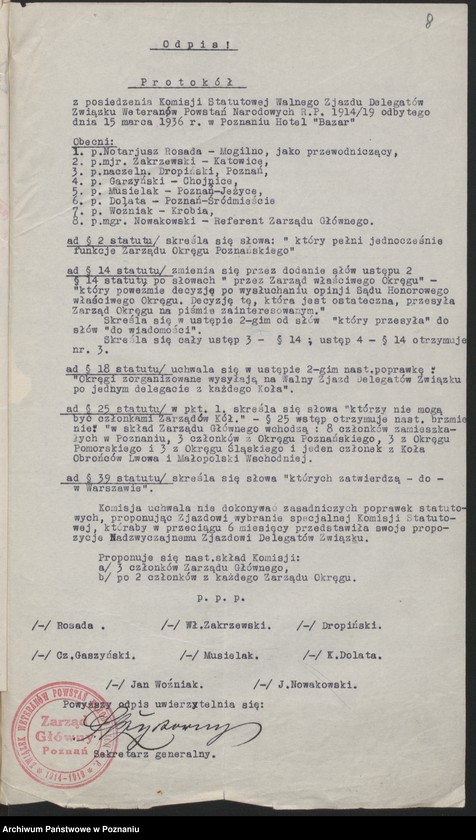 8
Odpis!
Protokół
z posiedzenia Komisji Statutowej Walnego Zjazdu Delegatów
Związku Weteranów Powstań Narodowych R.P. 1914/19 odbytego
dnia 15 marca 1936 r. w Poznaniu Hotel "Bazar"
Obecni:
1. p.Notarjusz Rosada - Mogilno, jako przewodniczący,
2. p.mjr. Zakrzewski - Katowice,
3. p.naczeln. Dropiński, Poznań,
4. p. Garzyński - Chojnice,
5. p. Musielak - Poznań-Jeżyce,
6. p. Dolata - Poznań-Śródmieście
7. p. Wozniak - Krobia,
8. p.mgr. Nowakowski - Referent Zarządu Głównego.
ad § 2 statutu/ skreśla się słowa: " który pełni jednocześnie
funkcje Zarządu Okręgu Poznańskiego"
ad § 14 statutu/ zmienia się przez dodanie słów ustępu 2
§ 14 statutu po słowach " przez Zarząd właściwego Okręgu" -
"który poweźmie decyzję po wysłuchaniu opinji Sądu Honorowego
właściwego Okręgu. Decyzję tę, która jest ostateczna, przesyła
Zarząd Okręgu na piśmie zainteresowanym."
Skreśla się w ustępie 2-gim od słów "który przesyła" do
słów "do wiadomości".
Skreśla się cały ustęp 3 - § 14 ; ustęp 4 - § 14 otrzymuje
nr. 3.
ad § 18 statutu/ uchwala się w ustępie 2-gim nast.poprawkę :
"Okręgi zorganizowane wysyłają na Walny Zjazd Delegatów Związku
po jednym delegacie z każdego Koła".
ad § 25 statutu/ w pkt. 1. skreśla się słowa "którzy nie mogą
być członkami Zarządów Kół." - § 25 wstęp otrzymuje nast. brzmie
nie: "w skład Zarządu Głównego wchodzą : 8 członków zamieszka-
łych w Poznaniu, 3 członków z Okręgu Poznańskiego, 3 z Okręgu
Pomorskiego i 3 z Okręgu Śląskiego i jeden członek z Koła
Obrońców Lwowa i Małopolski Wschodniej.
ad § 39 statutu/ skreśla się słowa "których zatwierdzą - do -
w Warszawie".
Komisja uchwala nie dokonywać zasadniczych poprawek statuto-
wych, proponując Zjazdowi wybranie specjalnej Komisji Statuto-
wej, któraby w przeciągu 6 miesięcy przedstawiła swoje propo-
zycje Nadzwyczajnemu Zjazdowi Delegatów Związku.
Proponuje się nast.skład Komisji:
a/ 3 członków Zarządu Głównego,
b/ po 2 członków z każdego Zarządu Okręgu.
p. p. p.
/-/ Rosada . /-/ Wł.Zakrzewski. /-/ Dropiński.
/-/ Cz.Gaszyński. /-/ Musielak. /-/ K.Dolata.
/-/ Jan Woźniak. /-/ J.Nowakowski.
Powyższy odpis uwierzytelnia się:
ZWIĄZEK WETERANÓW POWSTAŃ
Zarząd
Główny
Poznań
1914-1919
Sekretarz generalny.
Archiwum Państwowe w Poznaniu